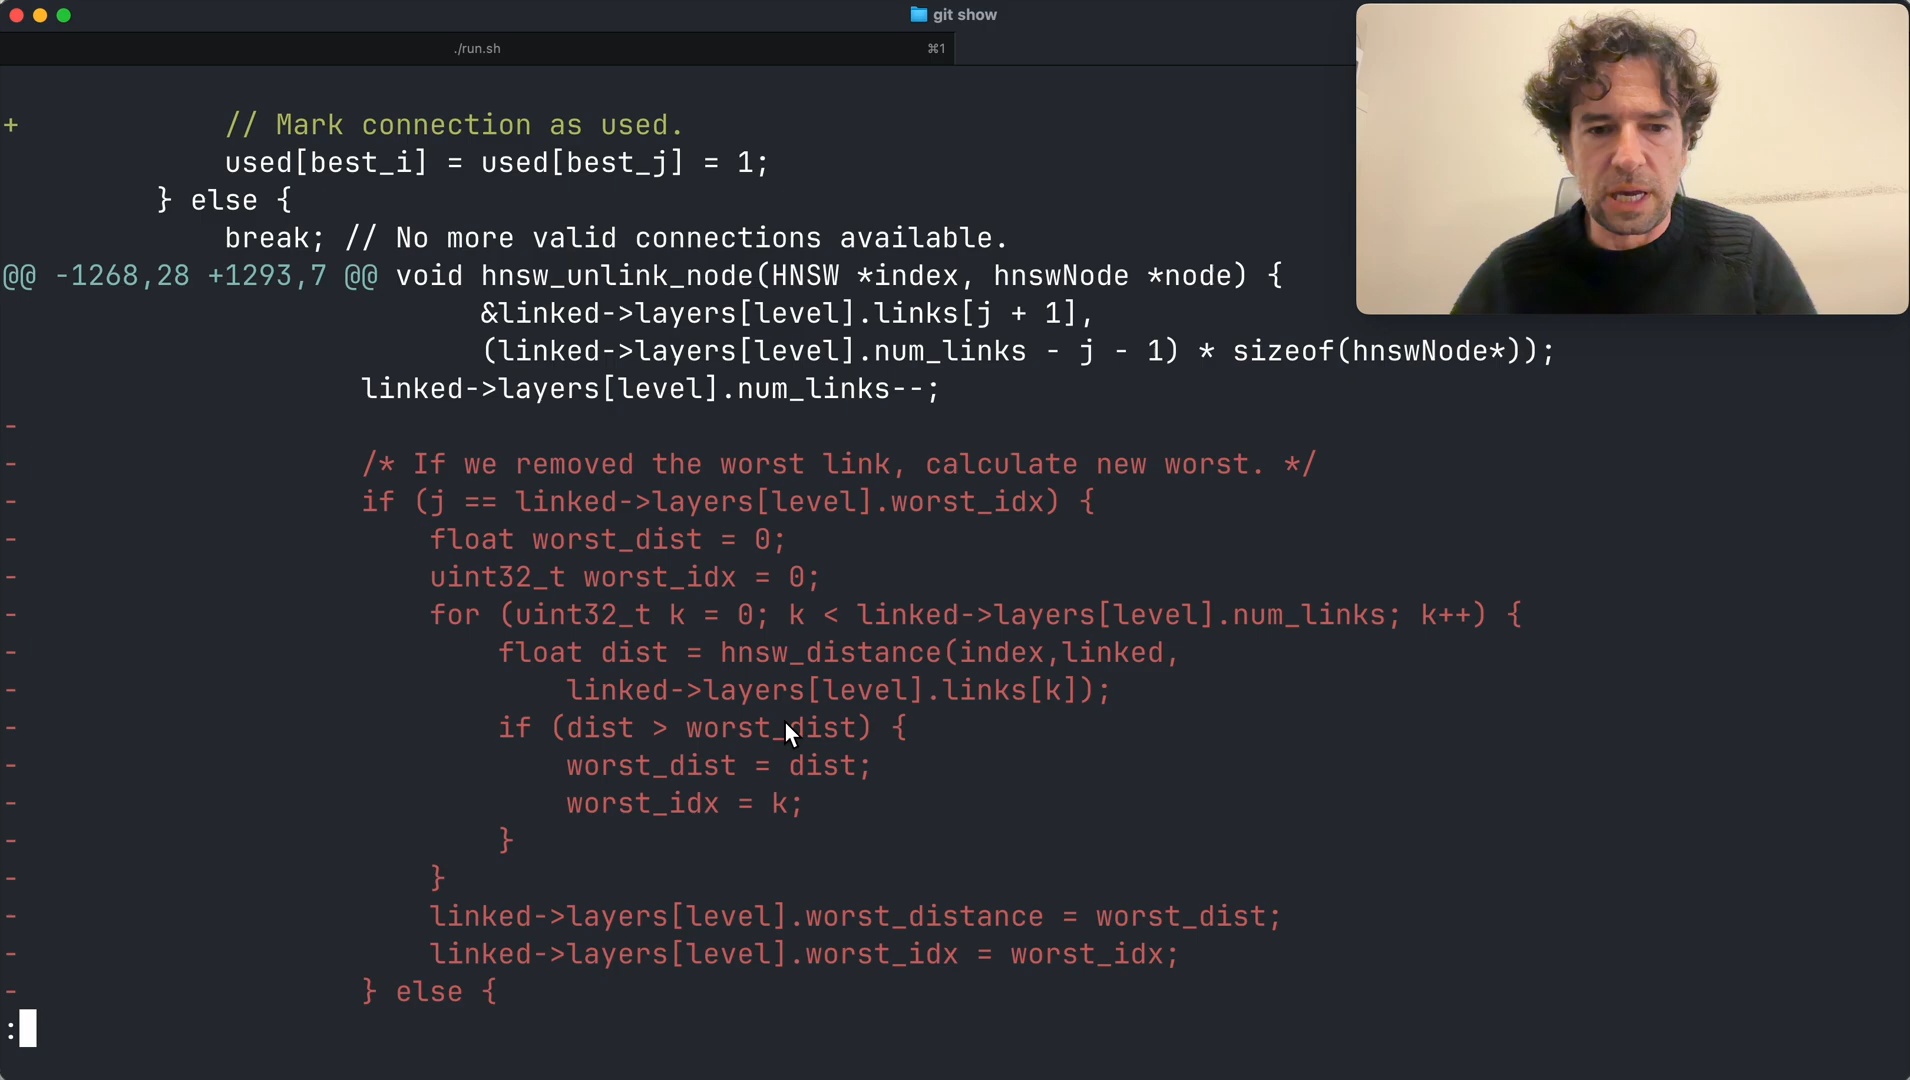 git show
./run.sh ⌘1
+ // Mark connection as used.
used[best_i] = used[best_j] = 1;
} else {
break; // No more valid connections available.
@@ -1268,28 +1293,7 @@ void hnsw_unlink_node(HNSW *index, hnswNode *node) {
&linked->layers[level].links[j + 1],
(linked->layers[level].num_links - j - 1) * sizeof(hnswNode*));
linked->layers[level].num_links--;
-
- /* If we removed the worst link, calculate new worst. */
- if (j == linked->layers[level].worst_idx) {
- float worst_dist = 0;
- uint32_t worst_idx = 0;
- for (uint32_t k = 0; k < linked->layers[level].num_links; k++) {
- float dist = hnsw_distance(index,linked,
- linked->layers[level].links[k]);
- if (dist > worst_dist) {
- worst_dist = dist;
- worst_idx = k;
- }
- }
- linked->layers[level].worst_distance = worst_dist;
- linked->layers[level].worst_idx = worst_idx;
- } else {
: